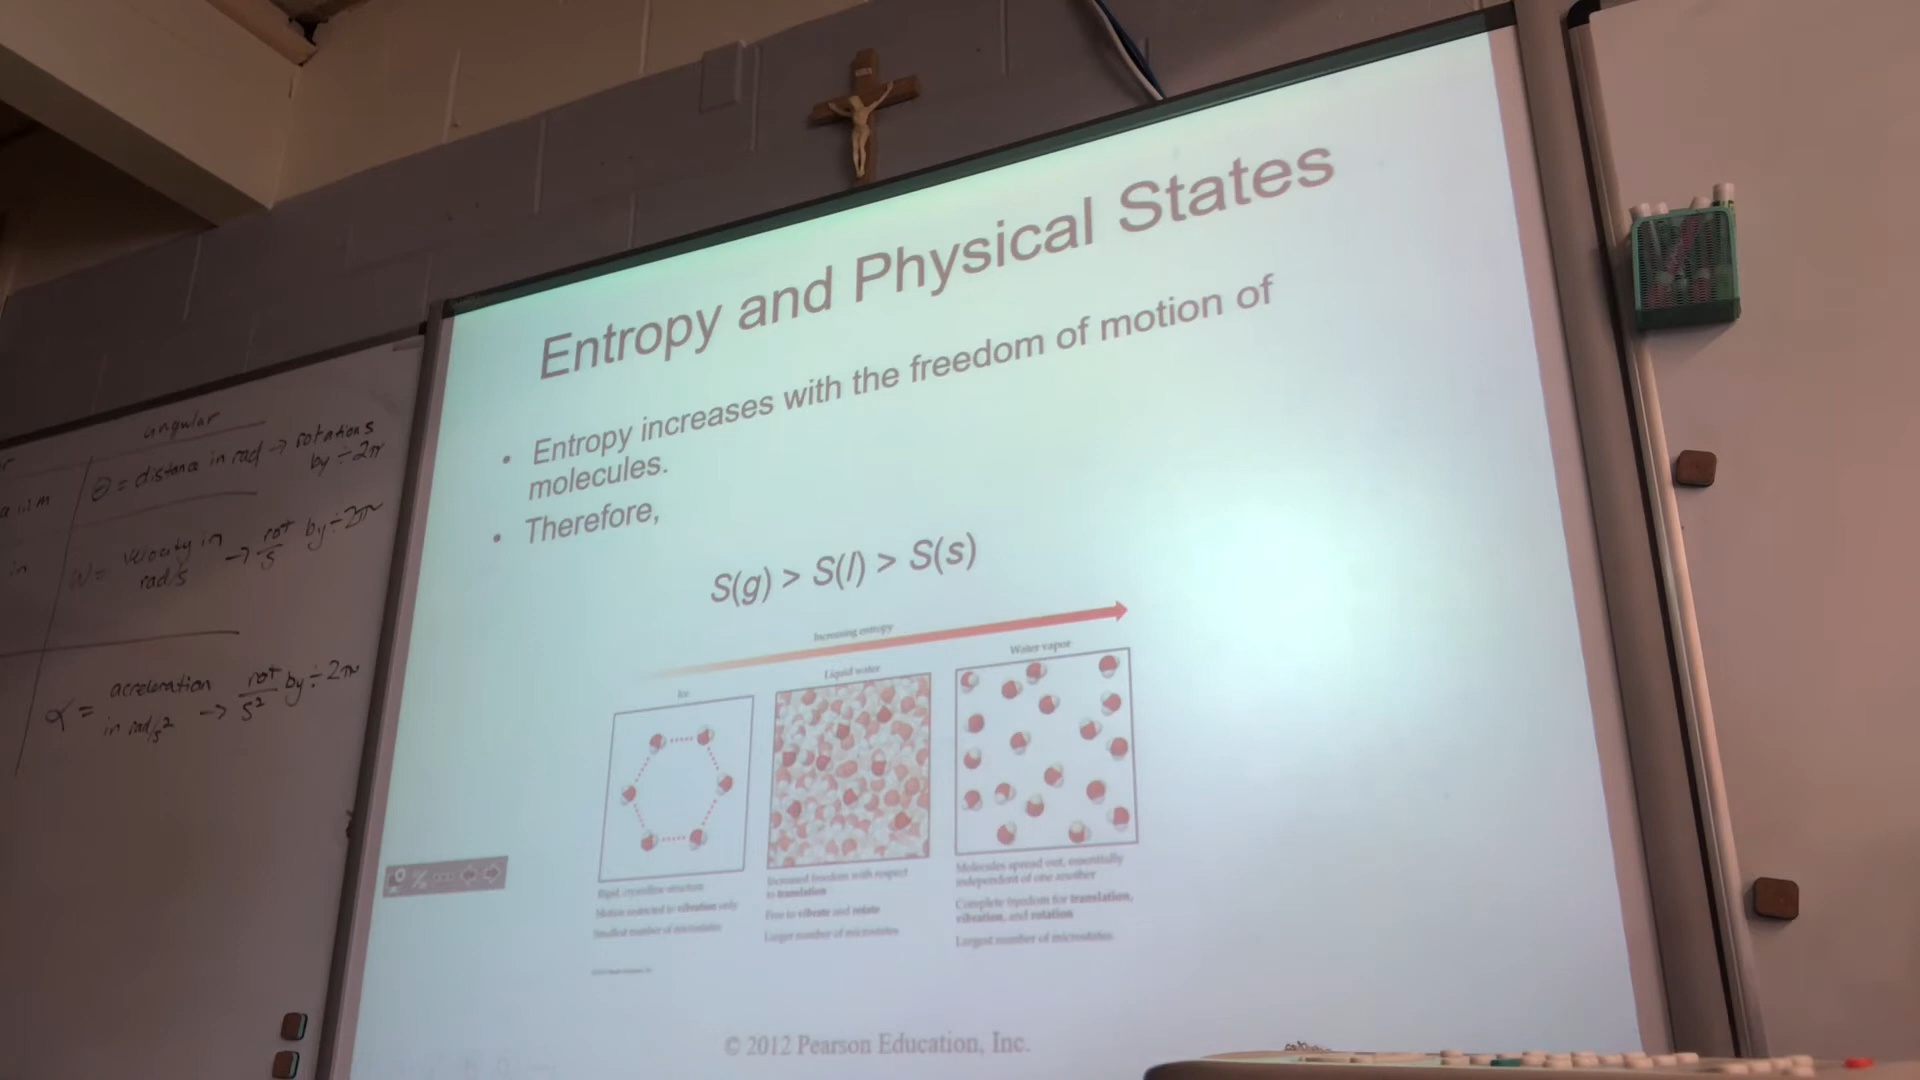 INRI
Entropy and Physical States
• Entropy increases with the freedom of motion of
molecules.
• Therefore,
S(g) > S(l) > S(s)
Increasing entropy
Ice
Liquid water
Water vapor
Rigid, crystalline structure
Motion restricted to vibration only
Smallest number of microstates
Increased freedom with respect
to translation
Free to vibrate and rotate
Larger number of microstates
Molecules spread out, essentially
independent of one another
Complete freedom for translation,
vibration, and rotation
Largest number of microstates
© 2012 Pearson Education, Inc.
angular
θ = distance in rad → rotations
by ÷ 2π
in m
ω = velocity in → rot by ÷ 2π
rad/s s
in
α = acceleration → rot by ÷ 2π
in rad/s² s²